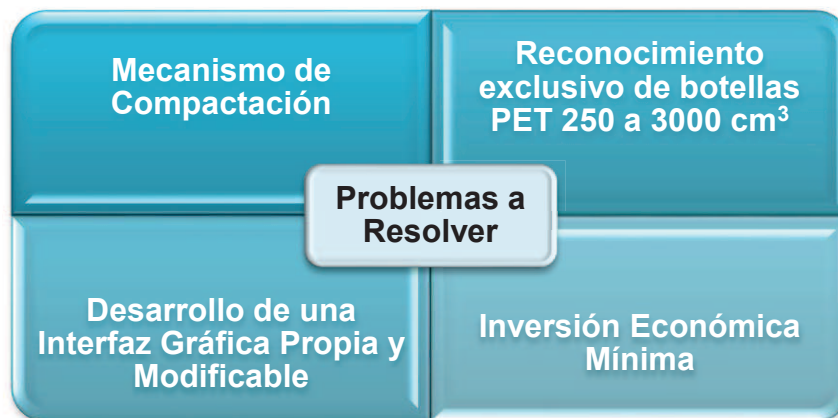 Mecanismo de
Compactación
Reconocimiento
exclusivo de botellas
PET 250 a 3000 cm³
Problemas a
Resolver
Desarrollo de una
Interfaz Gráfica Propia y
Modificable
Inversión Económica
Mínima